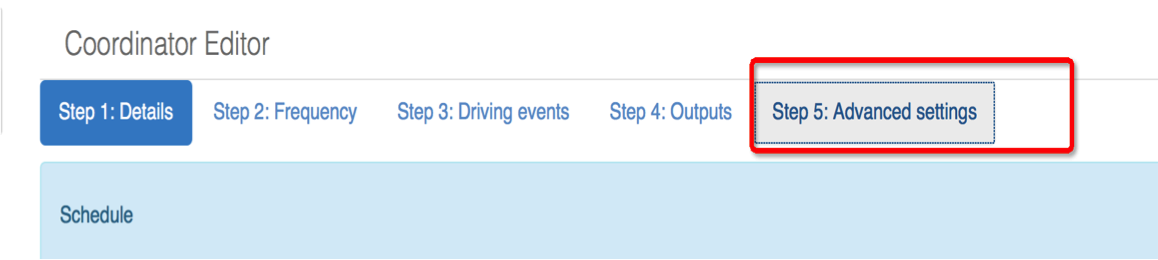 Coordinator Editor
Step 1: Details Step 2: Frequency Step 3: Driving events Step 4: Outputs Step 5: Advanced settings
Schedule